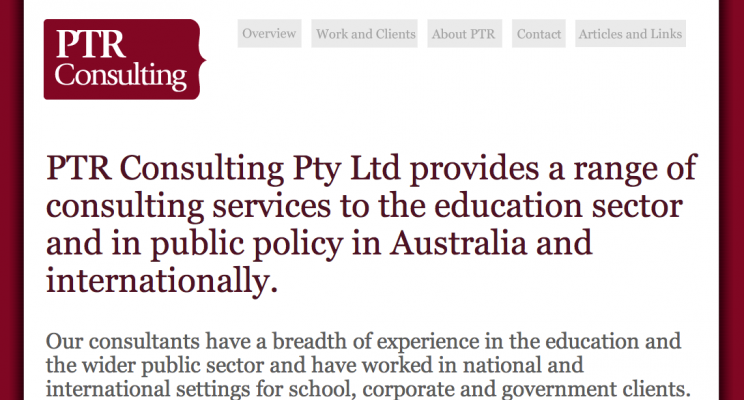 PTR
Consulting
Overview
Work and Clients
About PTR
Contact
Articles and Links
PTR Consulting Pty Ltd provides a range of
consulting services to the education sector
and in public policy in Australia and
internationally.
Our consultants have a breadth of experience in the education and
the wider public sector and have worked in national and
international settings for school, corporate and government clients.